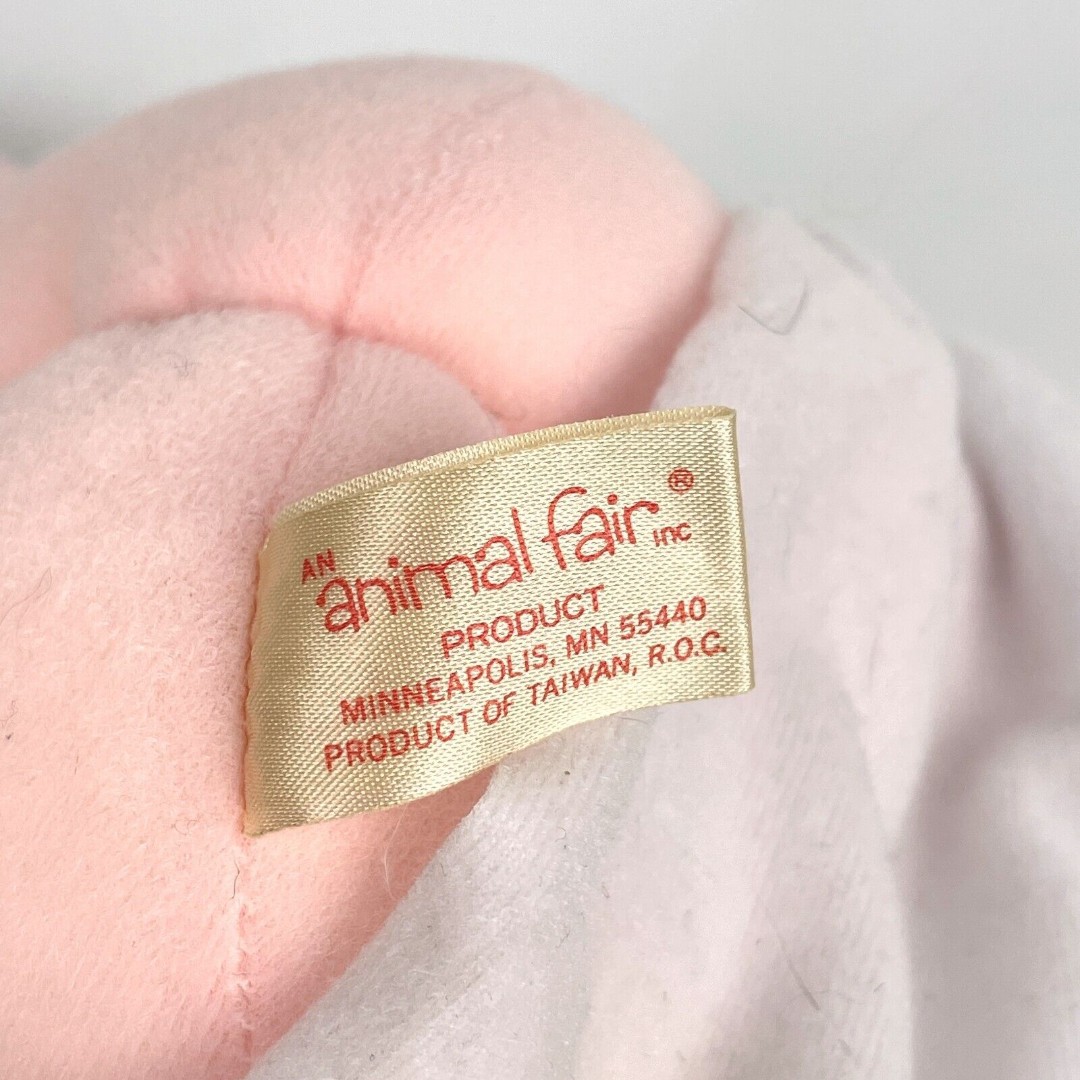 AN animal fair inc ®
PRODUCT
MINNEAPOLIS, MN 55440
PRODUCT OF TAIWAN, R.O.C.